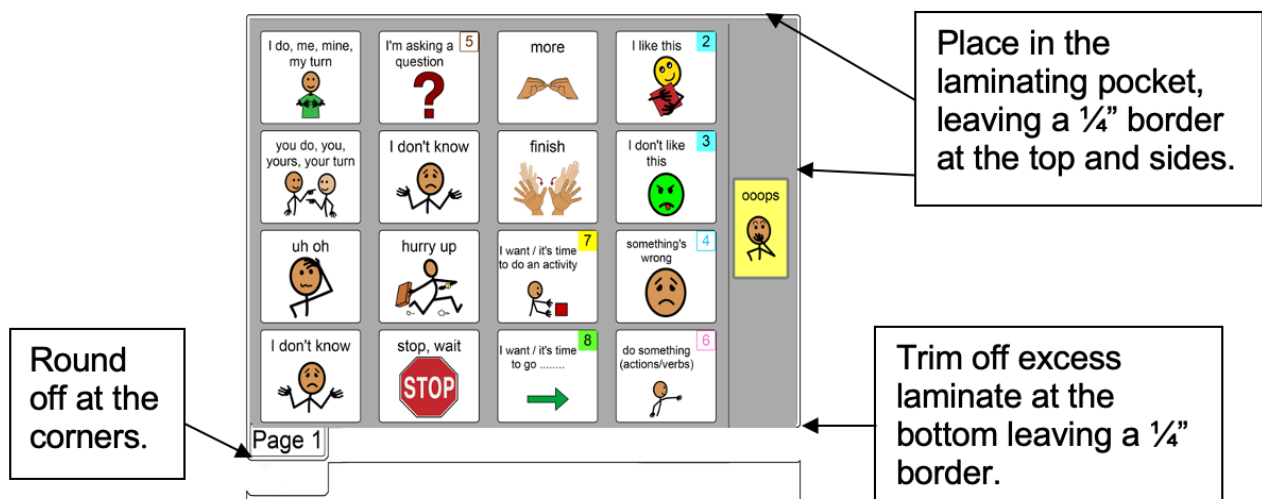 I do, me, mine,
my turn
5
I'm asking a
question
more
2
I like this
you do, you,
yours, your turn
I don't know
finish
3
I don't like
this
ooops
uh oh
hurry up
7
I want / it's time
to do an activity
4
something's
wrong
I don't know
stop, wait
STOP
8
I want / it's time
to go ........
6
do something
(actions/verbs)
Page 1
Place in the
laminating pocket,
leaving a ¼” border
at the top and sides.
Round
off at the
corners.
Trim off excess
laminate at the
bottom leaving a ¼”
border.